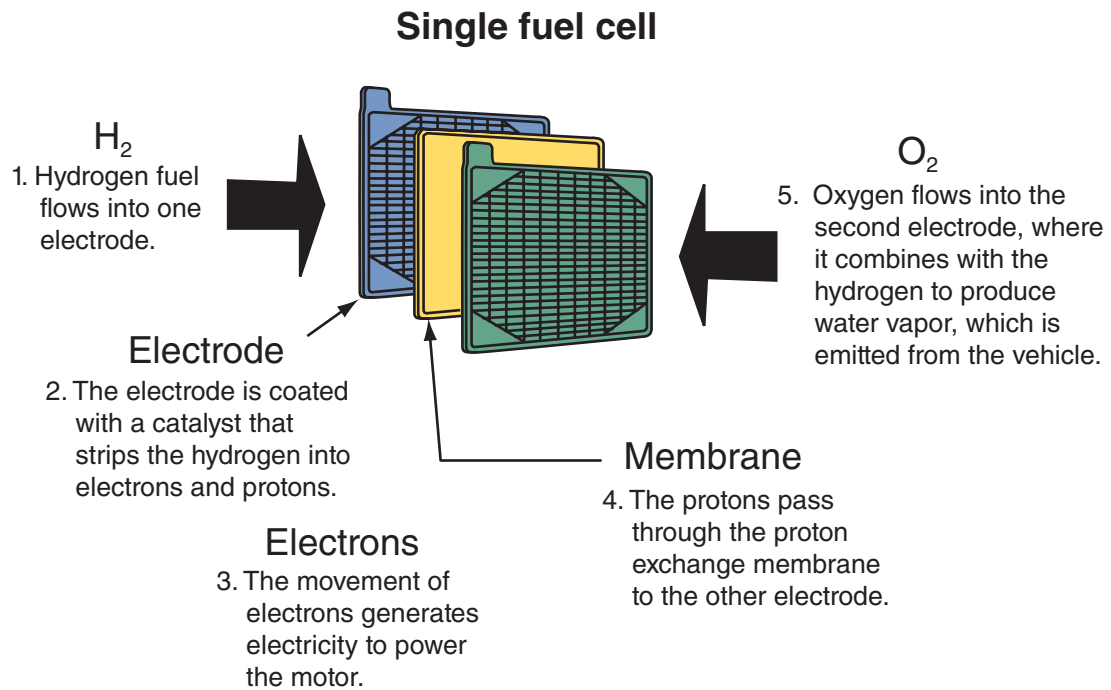 Single fuel cell
H₂
1. Hydrogen fuel
flows into one
electrode.
Electrode
2. The electrode is coated
with a catalyst that
strips the hydrogen into
electrons and protons.
Electrons
3. The movement of
electrons generates
electricity to power
the motor.
Membrane
4. The protons pass
through the proton
exchange membrane
to the other electrode.
O₂
5. Oxygen flows into the
second electrode, where
it combines with the
hydrogen to produce
water vapor, which is
emitted from the vehicle.